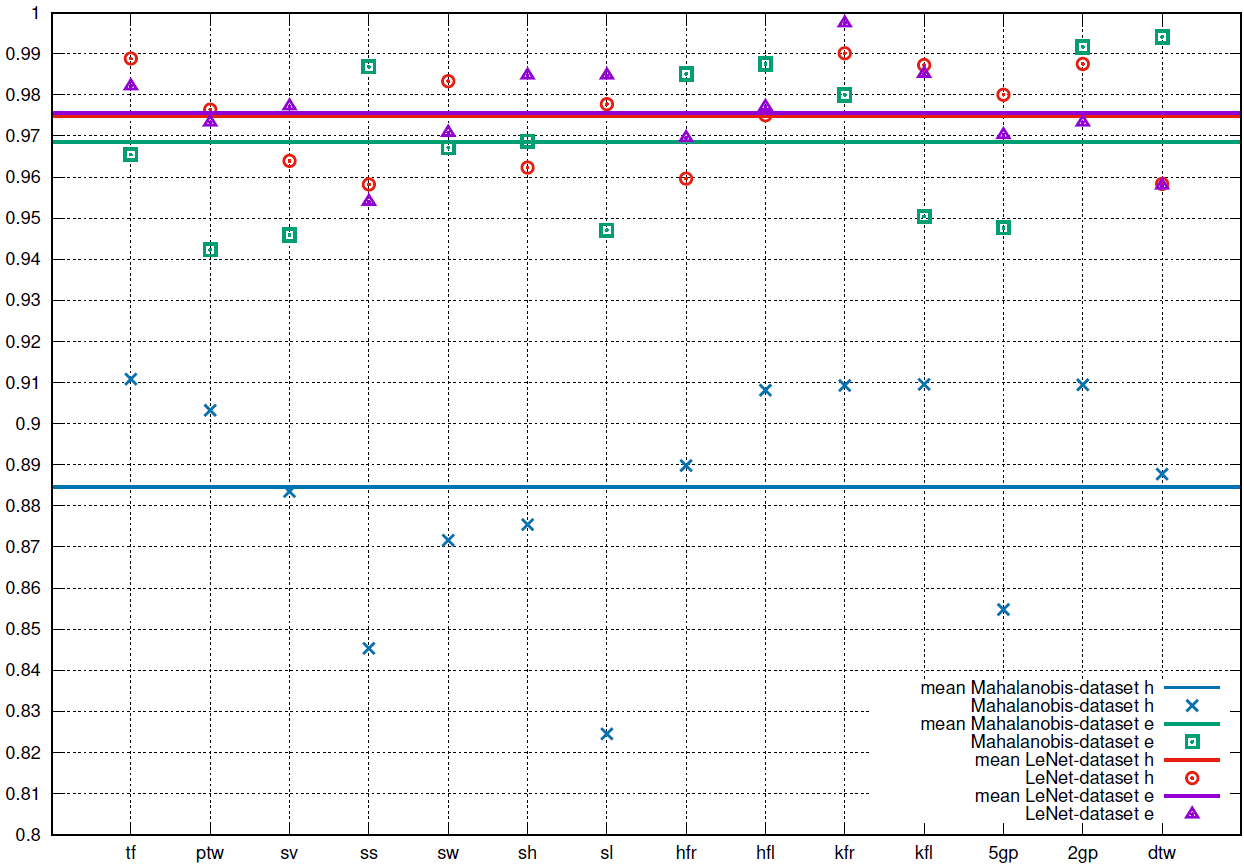 1
0.99
0.98
0.97
0.96
0.95
0.94
0.93
0.92
0.91
0.9
0.89
0.88
0.87
0.86
0.85
0.84
0.83
0.82
0.81
0.8
mean Mahalanobis-dataset h
Mahalanobis-dataset h
mean Mahalanobis-dataset e
Mahalanobis-dataset e
mean LeNet-dataset h
LeNet-dataset h
mean LeNet-dataset e
LeNet-dataset e
tf ptw sv ss sw sh sl hfr hfl kfr kfl 5gp 2gp dtw